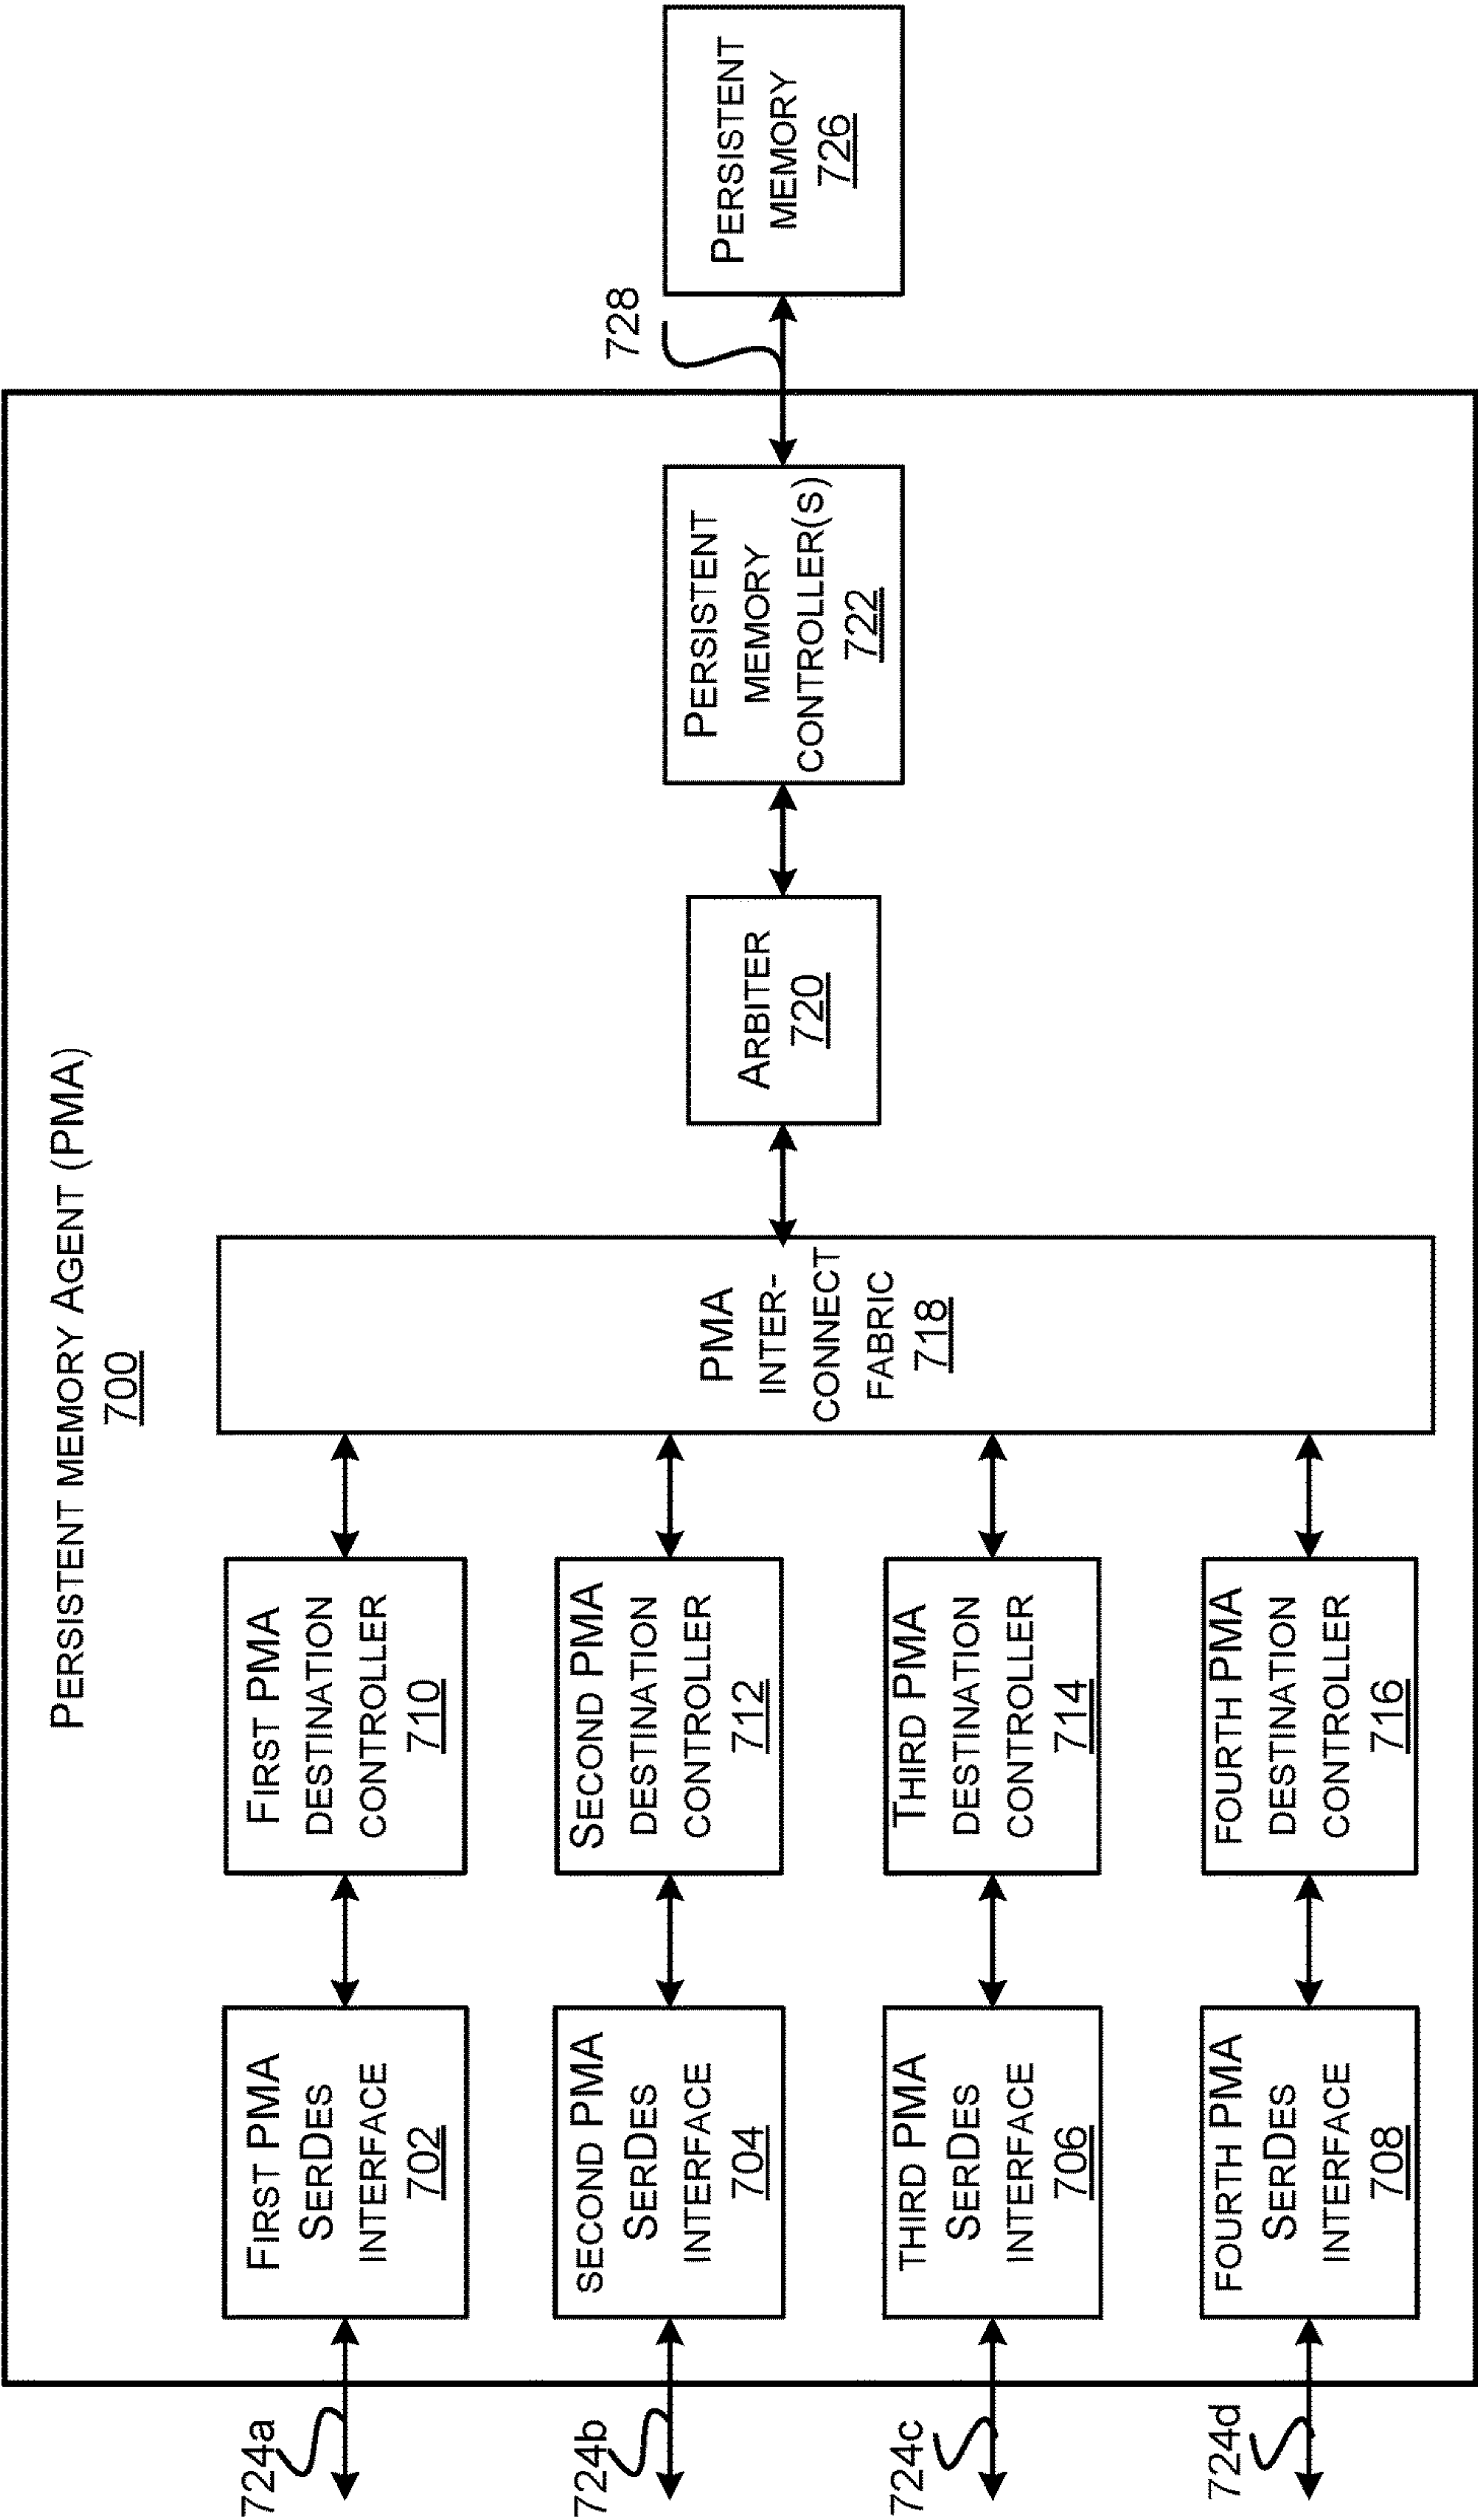 PERSISTENT MEMORY AGENT (PMA)
700
724a
FIRST PMA
SERDES
INTERFACE
702
FIRST PMA
DESTINATION
CONTROLLER
710
724b
SECOND PMA
SERDES
INTERFACE
704
SECOND PMA
DESTINATION
CONTROLLER
712
724c
THIRD PMA
SERDES
INTERFACE
706
THIRD PMA
DESTINATION
CONTROLLER
714
724d
FOURTH PMA
SERDES
INTERFACE
708
FOURTH PMA
DESTINATION
CONTROLLER
716
PMA
INTER-
CONNECT
FABRIC
718
ARBITER
720
PERSISTENT
MEMORY
CONTROLLER(S)
722
728
PERSISTENT
MEMORY
726